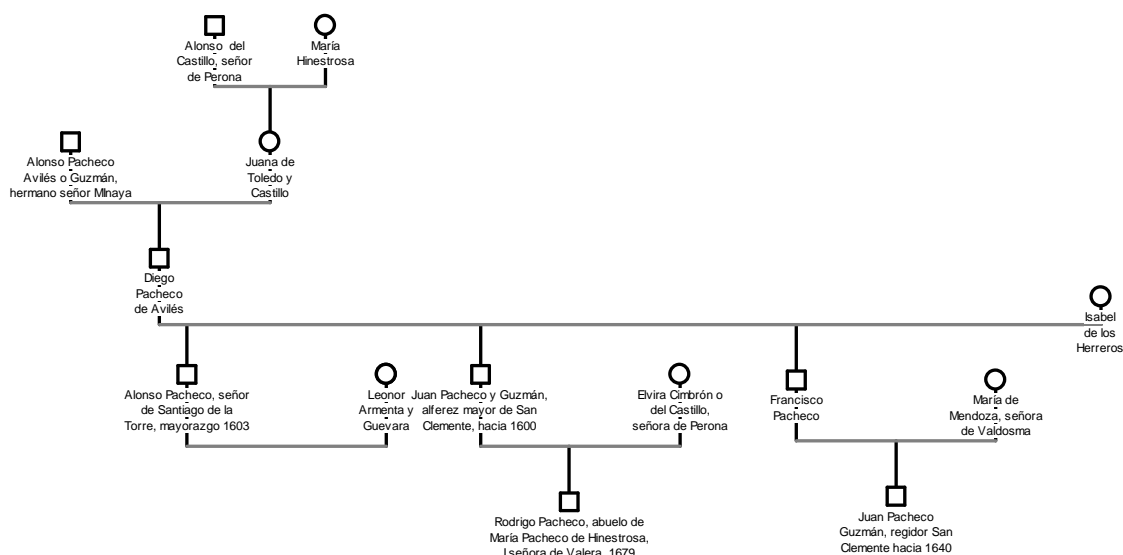 Alonso del
Castillo, señor
de Perona
María
Hinestrosa
Alonso Pacheco
Avilés o Guzmán,
hermano señor MInaya
Juana de
Toledo y
Castillo
Diego
Pacheco
de Avilés
Isabel
de los
Herreros
Alonso Pacheco, señor
de Santiago de la
Torre, mayorazgo 1603
Leonor
Armenta y
Guevara
Juan Pacheco y Guzmán,
alferez mayor de San
Clemente, hacia 1600
Elvira Cimbrón o
del Castillo,
señora de Perona
Francisco
Pacheco
María de
Mendoza, señora
de Valdosma
Rodrigo Pacheco, abuelo de
María Pacheco de Hinestrosa,
I señora de Valera, 1679
Juan Pacheco
Guzmán, regidor San
Clemente hacia 1640